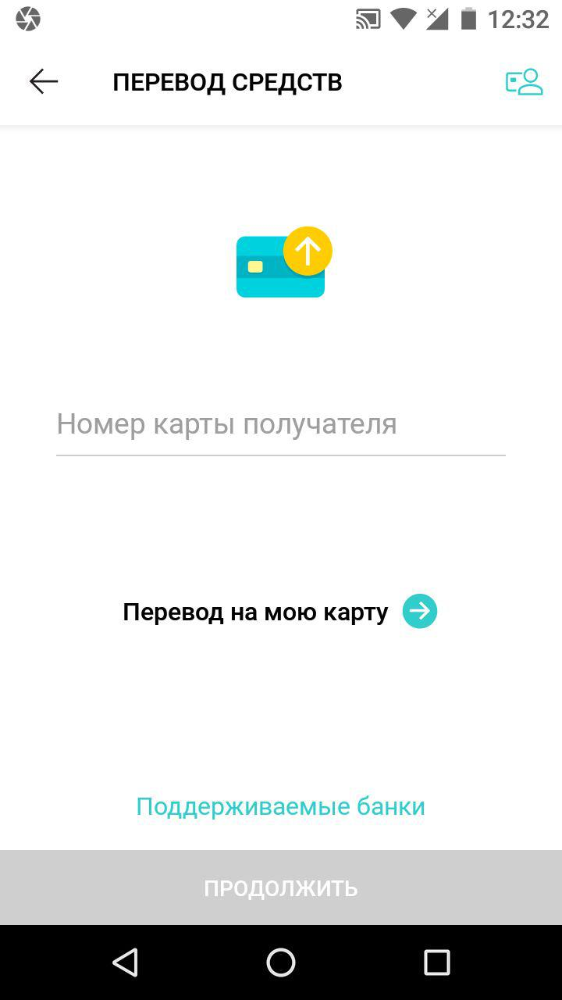 12:32
ПЕРЕВОД СРЕДСТВ
Номер карты получателя
Перевод на мою карту
Поддерживаемые банки
ПРОДОЛЖИТЬ